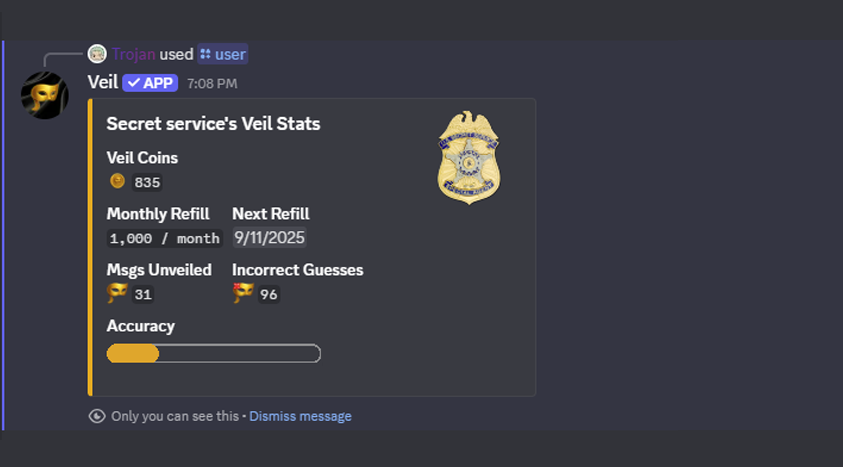 Trojan used user
Veil APP 7:08 PM
Secret service's Veil Stats
Veil Coins
835
Monthly Refill Next Refill
1,000 / month 9/11/2025
Msgs Unveiled Incorrect Guesses
31 96
Accuracy
Only you can see this • Dismiss message
SPECIAL AGENT